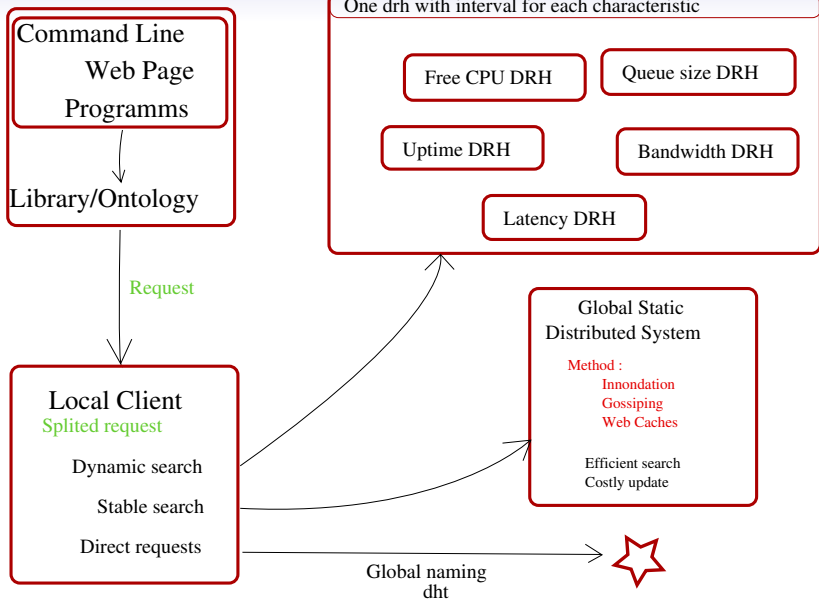 One drh with interval for each characteristic
Command Line
Web Page
Programms
Library/Ontology
Free CPU DRH
Queue size DRH
Uptime DRH
Bandwidth DRH
Latency DRH
Request
Global Static
Distributed System
Method :
Innondation
Gossiping
Web Caches
Efficient search
Costly update
Local Client
Splited request
Dynamic search
Stable search
Direct requests
Global naming
dht